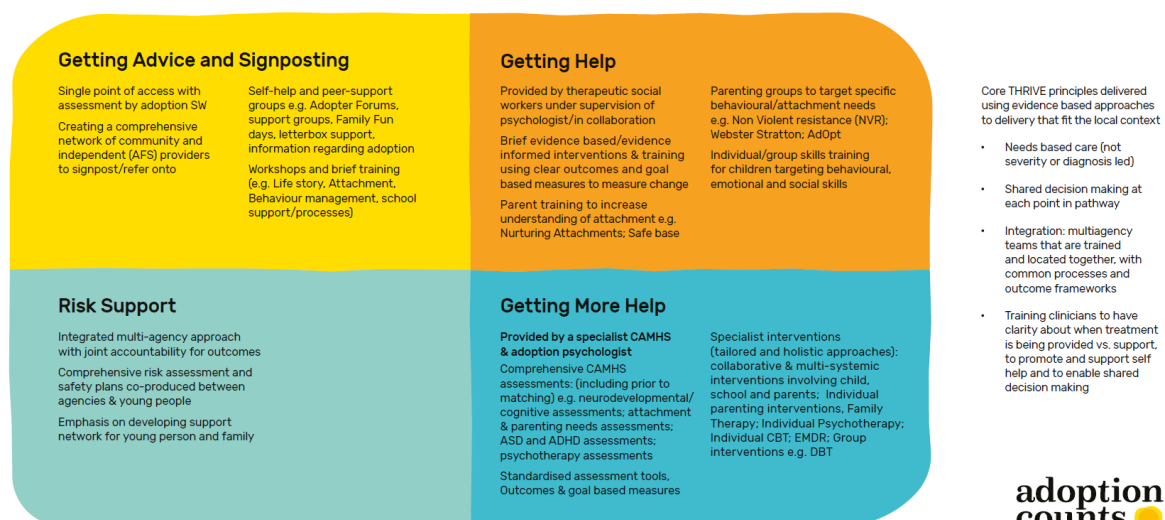 Getting Advice and Signposting
Single point of access with
assessment by adoption SW
Creating a comprehensive
network of community and
independent (AFS) providers
to signpost/refer onto
Self-help and peer-support
groups e.g. Adopter Forums,
support groups, Family Fun
days, letterbox support,
information regarding adoption
Workshops and brief training
(e.g. Life story, Attachment,
Behaviour management, school
support/processes)
Getting Help
Provided by therapeutic social
workers under supervision of
psychologist/in collaboration
Brief evidence based/evidence
informed interventions & training
using clear outcomes and goal
based measures to measure change
Parent training to increase
understanding of attachment e.g.
Nurturing Attachments; Safe base
Parenting groups to target specific
behavioural/attachment needs
e.g. Non Violent resistance (NVR);
Webster Stratton; AdOpt
Individual/group skills training
for children targeting behavioural,
emotional and social skills
Risk Support
Integrated multi-agency approach
with joint accountability for outcomes
Comprehensive risk assessment and
safety plans co-produced between
agencies & young people
Emphasis on developing support
network for young person and family
Getting More Help
Provided by a specialist CAMHS
& adoption psychologist
Comprehensive CAMHS
assessments: (including prior to
matching) e.g. neurodevelopmental/
cognitive assessments; attachment
& parenting needs assessments;
ASD and ADHD assessments;
psychotherapy assessments
Standardised assessment tools,
Outcomes & goal based measures
Specialist interventions
(tailored and holistic approaches):
collaborative & multi-systemic
interventions involving child,
school and parents; Individual
parenting interventions, Family
Therapy; Individual Psychotherapy;
Individual CBT; EMDR; Group
interventions e.g. DBT
Core THRIVE principles delivered
using evidence based approaches
to delivery that fit the local context
• Needs based care (not
severity or diagnosis led)
• Shared decision making at
each point in pathway
• Integration: multiagency
teams that are trained
and located together, with
common processes and
outcome frameworks
• Training clinicians to have
clarity about when treatment
is being provided vs. support,
to promote and support self
help and to enable shared
decision making
adoption
counts